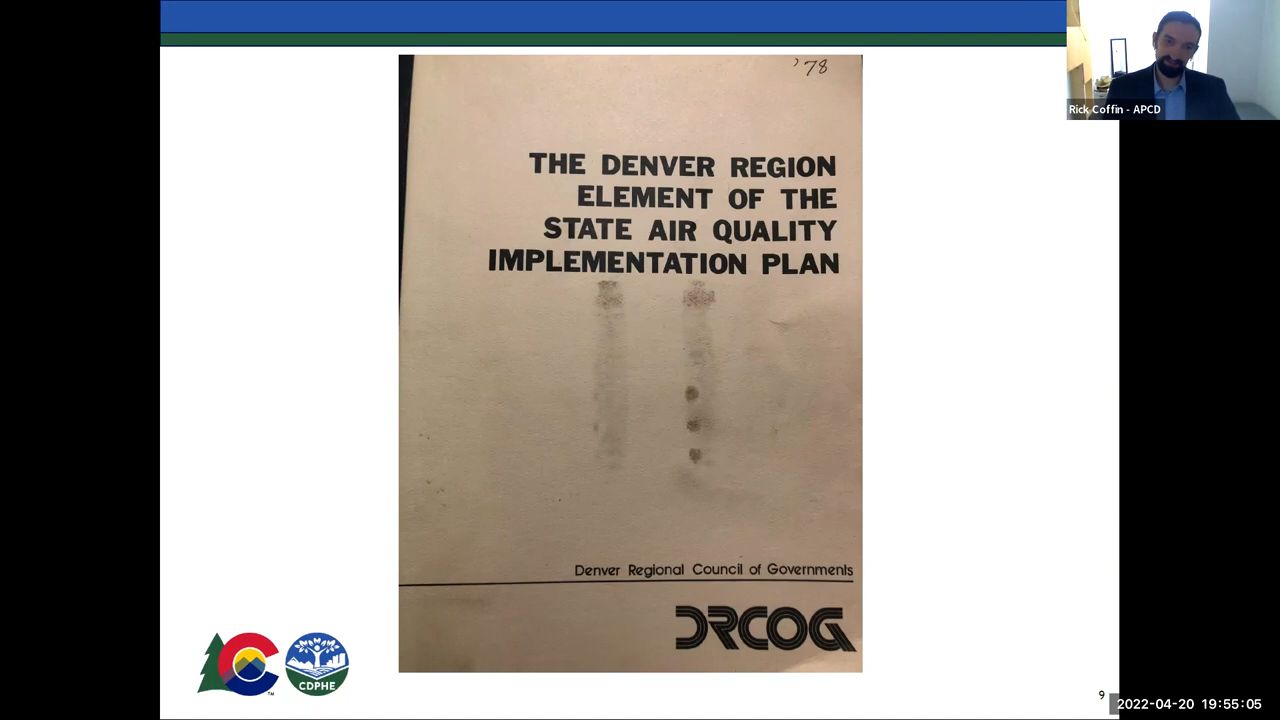 '78
Rick Coffin - APCD
THE DENVER REGION
ELEMENT OF THE
STATE AIR QUALITY
IMPLEMENTATION PLAN
Denver Regional Council of Governments
DRCOG
C
TM
CDPHE
9
2022-04-20 19:55:05